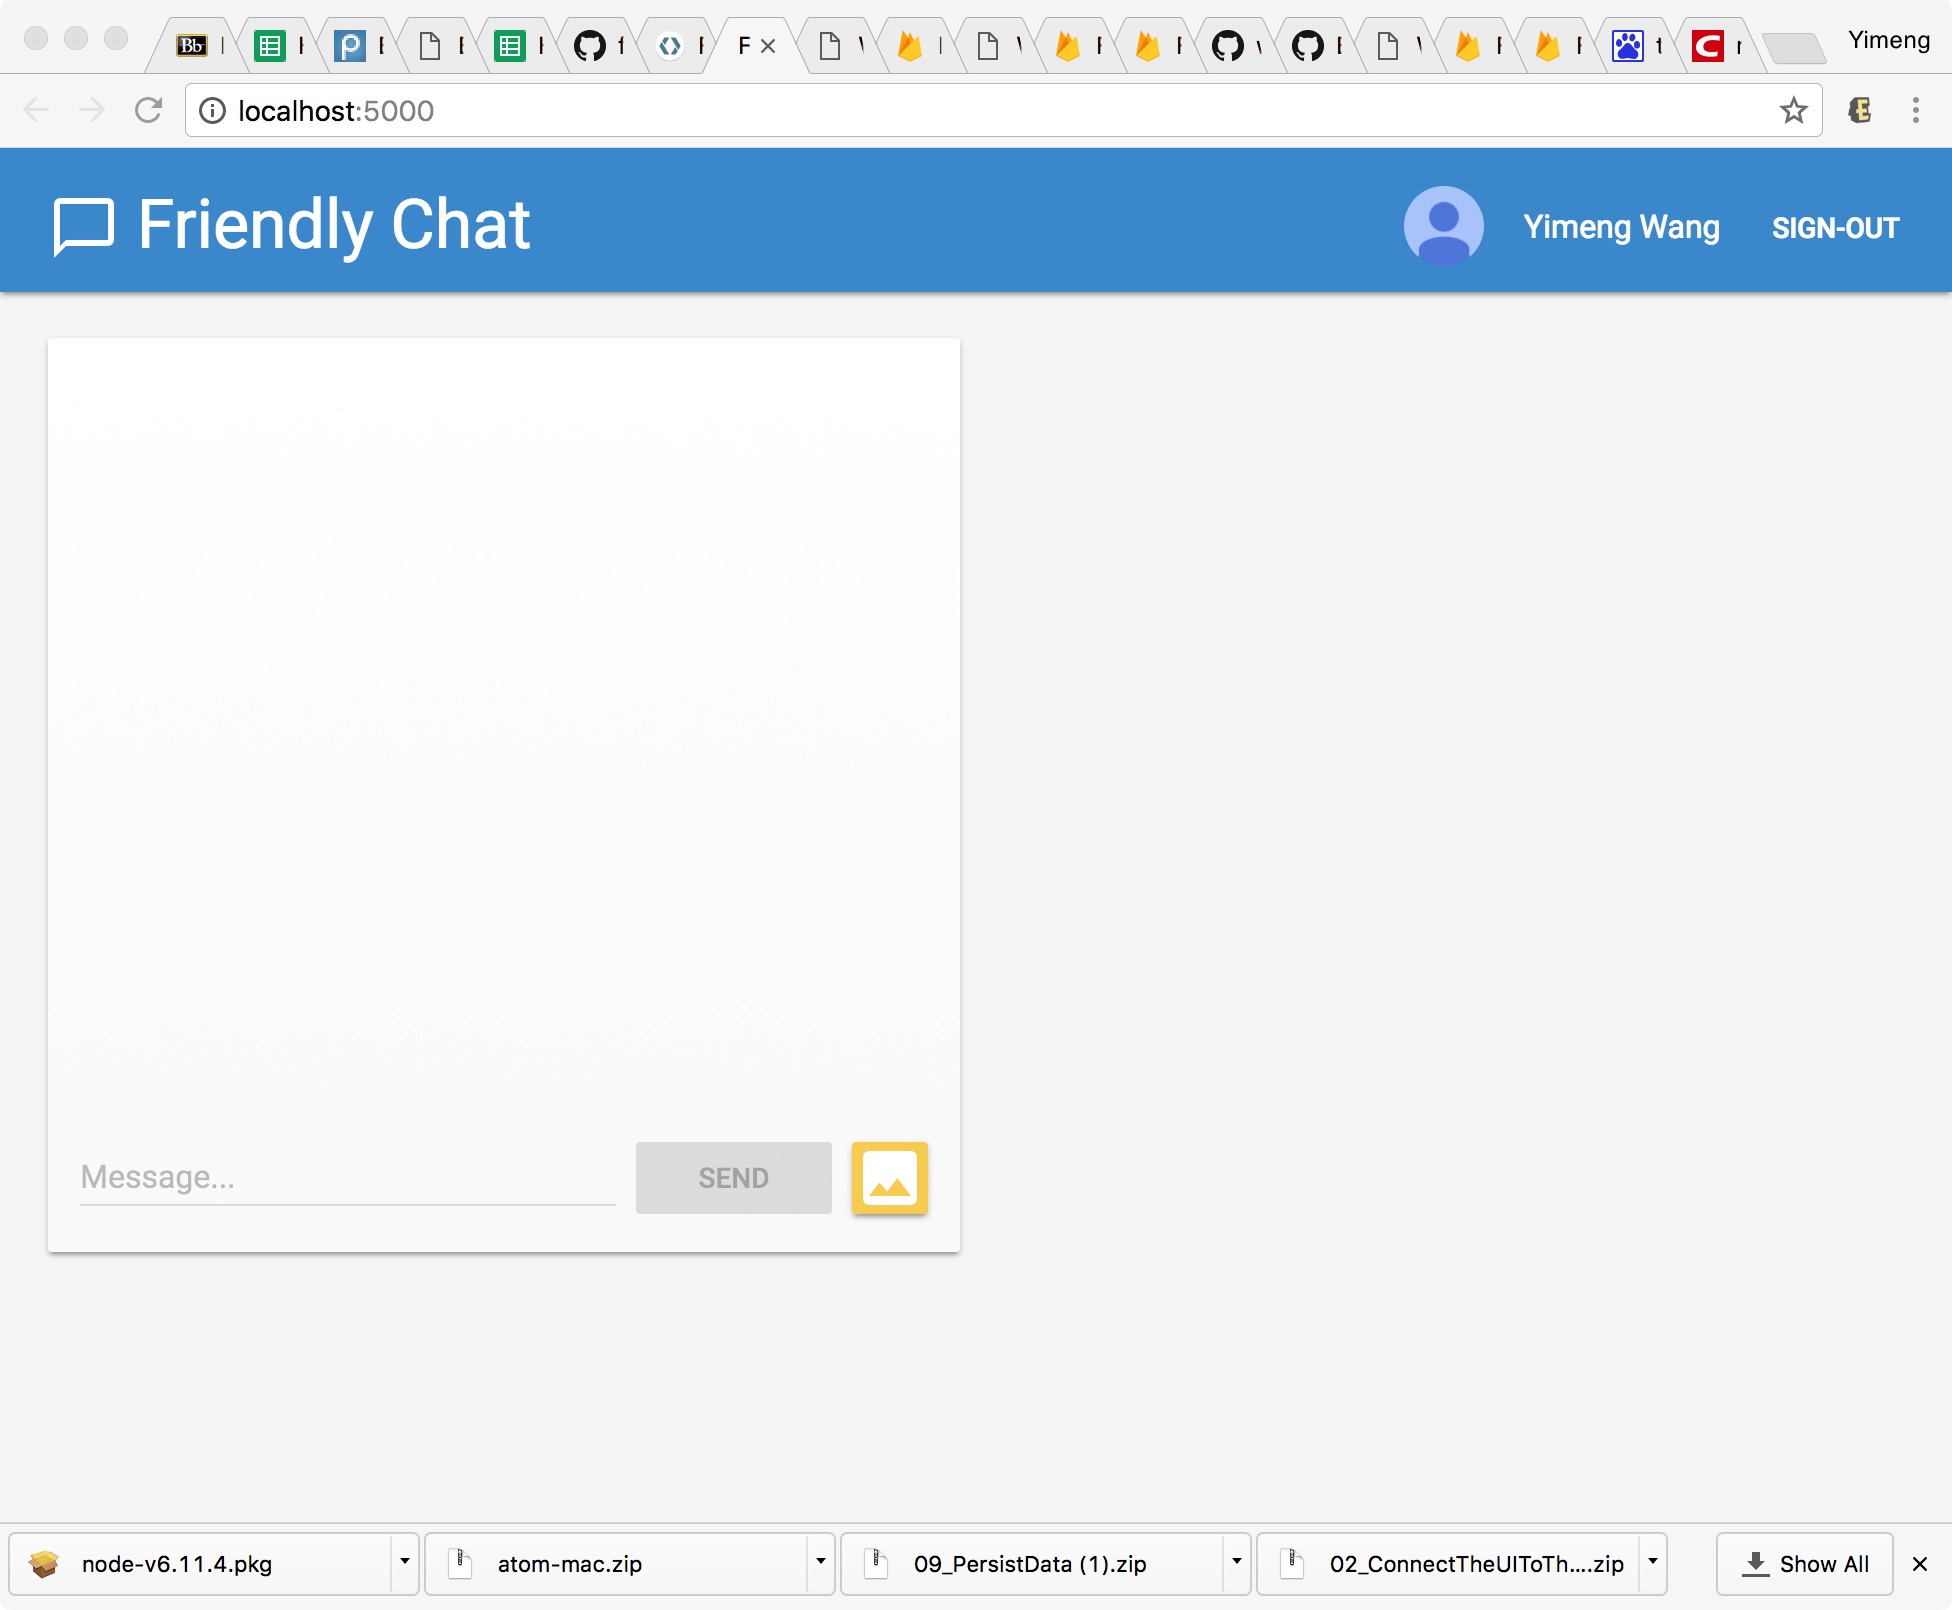 Bb
F
Yimeng
localhost:5000
Friendly Chat
Yimeng Wang
SIGN-OUT
Message...
SEND
node-v6.11.4.pkg
atom-mac.zip
09_PersistData (1).zip
02_ConnectTheUIToTh....zip
Show All